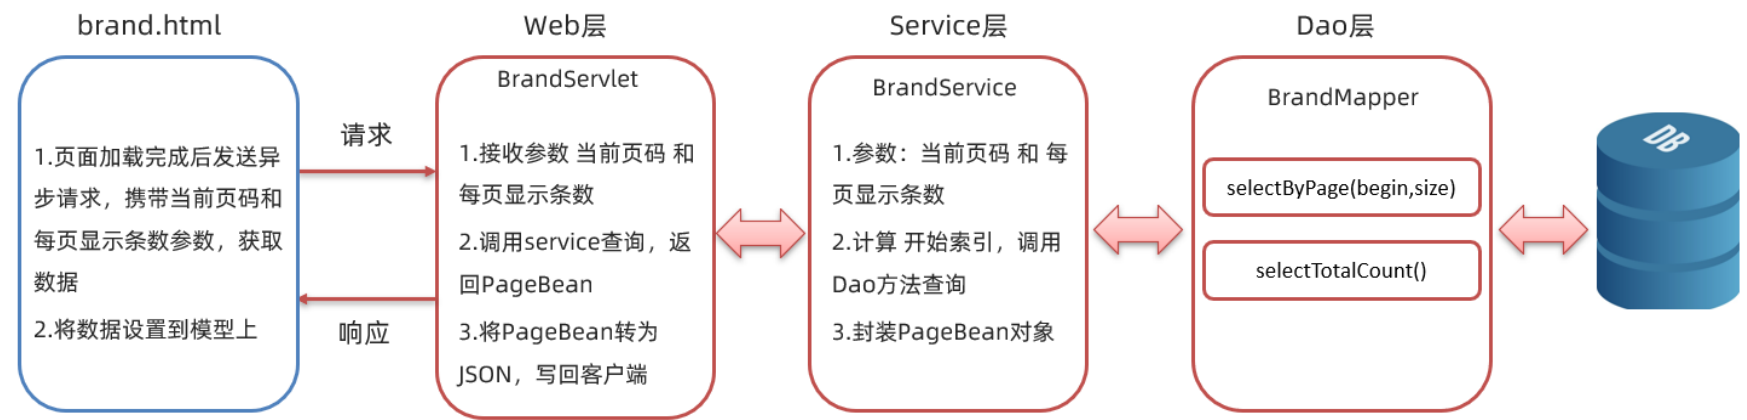 brand.html
1.页面加载完成后发送异
步请求，携带当前页码和
每页显示条数参数，获取
数据
2.将数据设置到模型上
请求
响应
Web层
BrandServlet
1.接收参数 当前页码 和
每页显示条数
2.调用service查询，返
回PageBean
3.将PageBean转为
JSON，写回客户端
Service层
BrandService
1.参数：当前页码 和 每
页显示条数
2.计算 开始索引，调用
Dao方法查询
3.封装PageBean对象
Dao层
BrandMapper
selectByPage(begin,size)
selectTotalCount()
DB